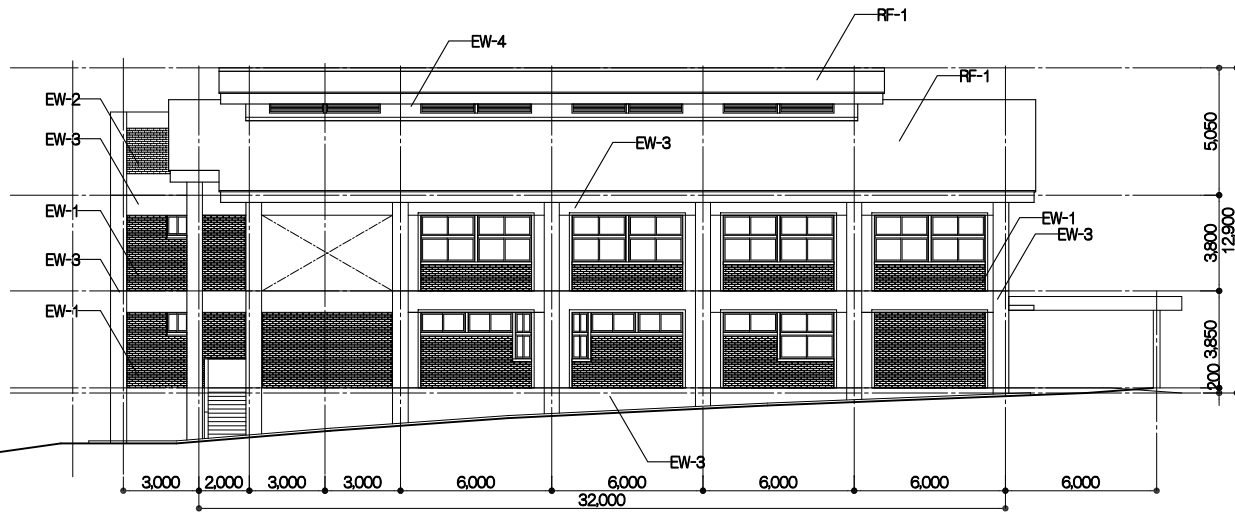 RF-1
EW-4
RF-1
EW-2
EW-3
EW-3
5,050
EW-1
EW-1
EW-3
EW-3
3,800
12,900
EW-1
3,850
200
EW-3
3,000
2,000
3,000
3,000
6,000
6,000
6,000
6,000
6,000
32,000